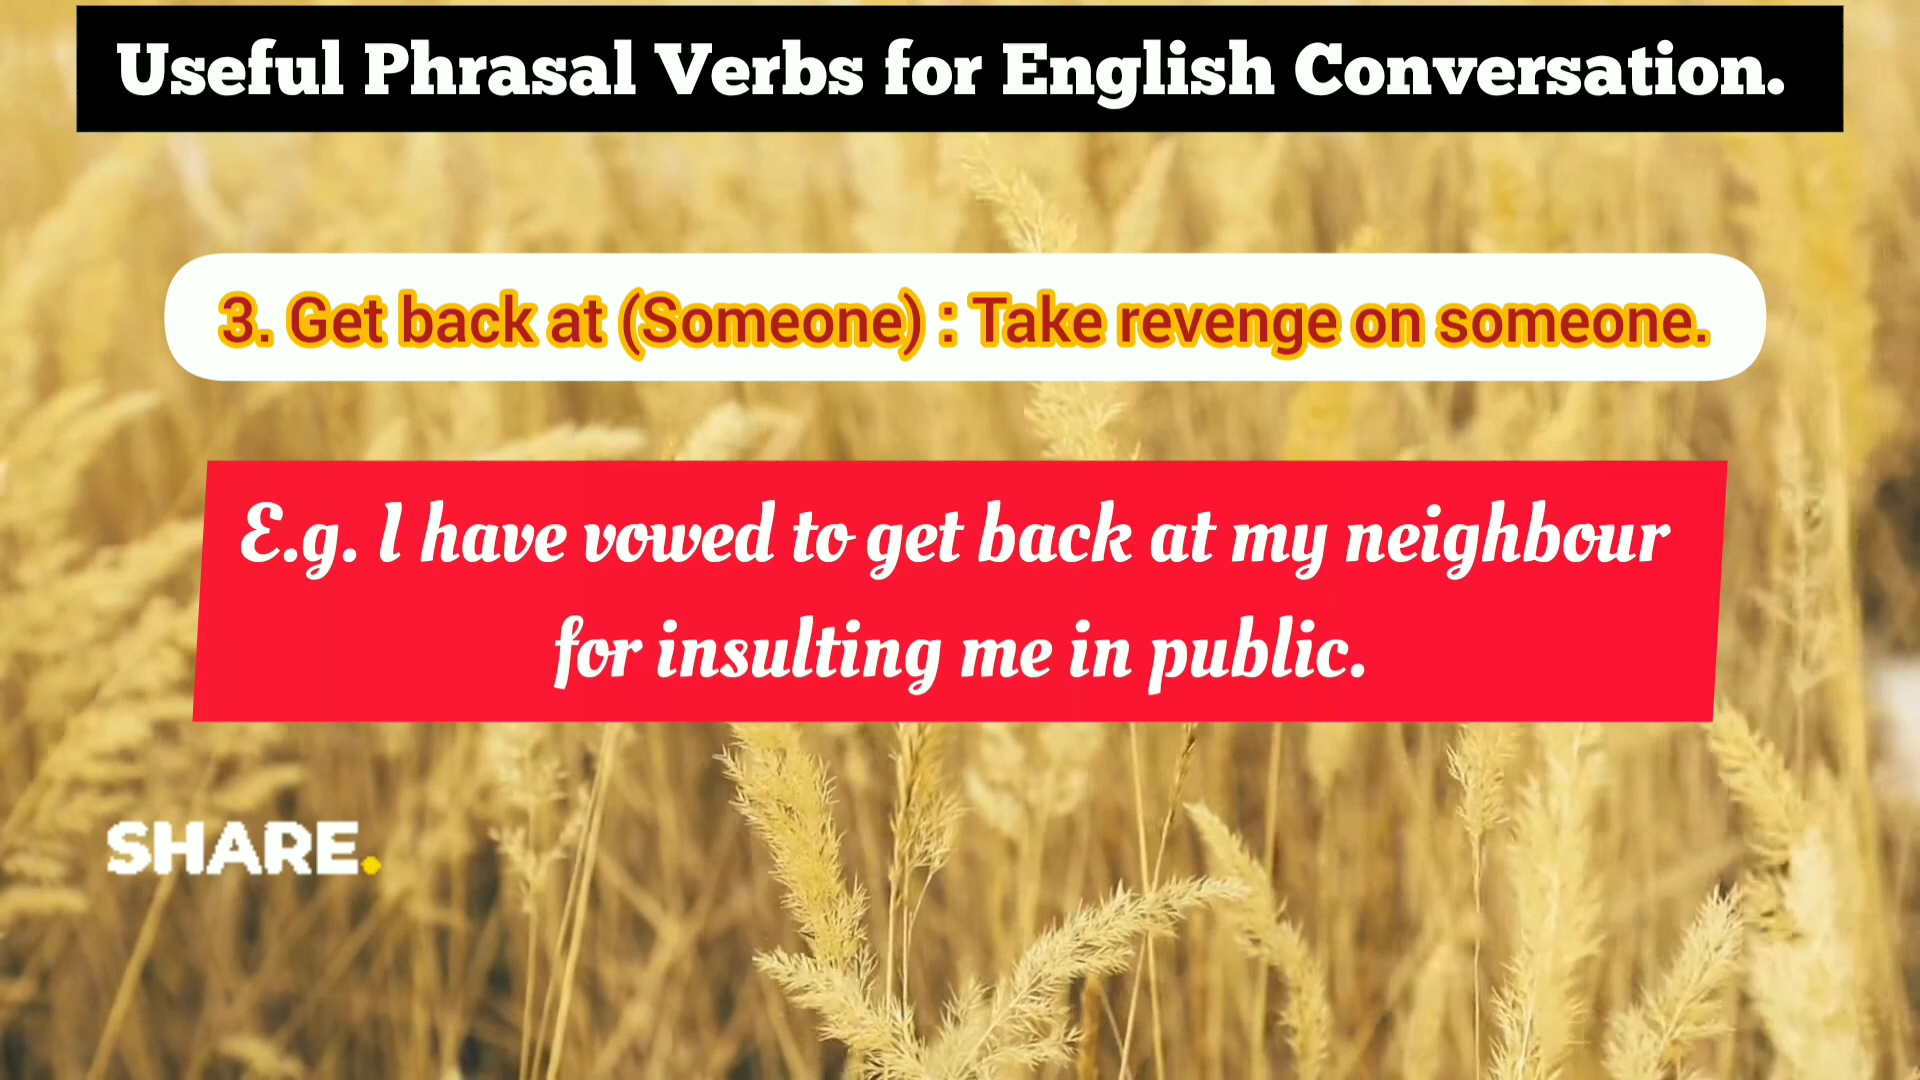 Useful Phrasal Verbs for English Conversation.
3. Get back at (Someone) : Take revenge on someone.
E.g. I have vowed to get back at my neighbour
for insulting me in public.
SHARE.